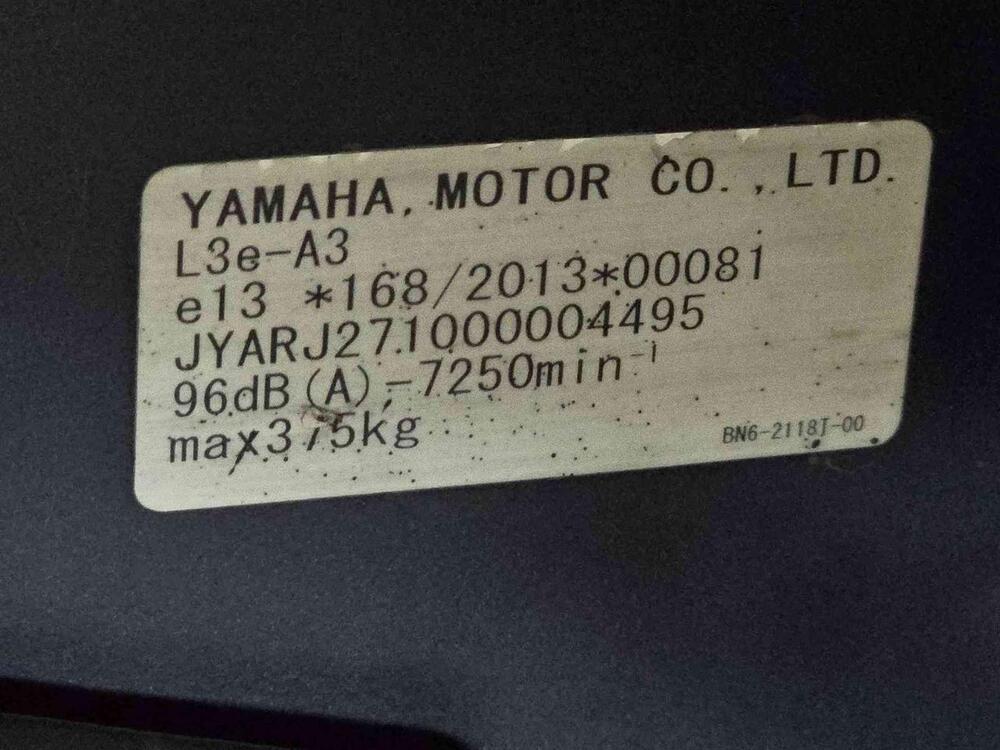 YAMAHA MOTOR CO., LTD.
L3e-A3
e13 *168/2013*00081
JYARJ271000004495
96dB(A)-7250min⁻¹
max375kg
BN6-2118T-00